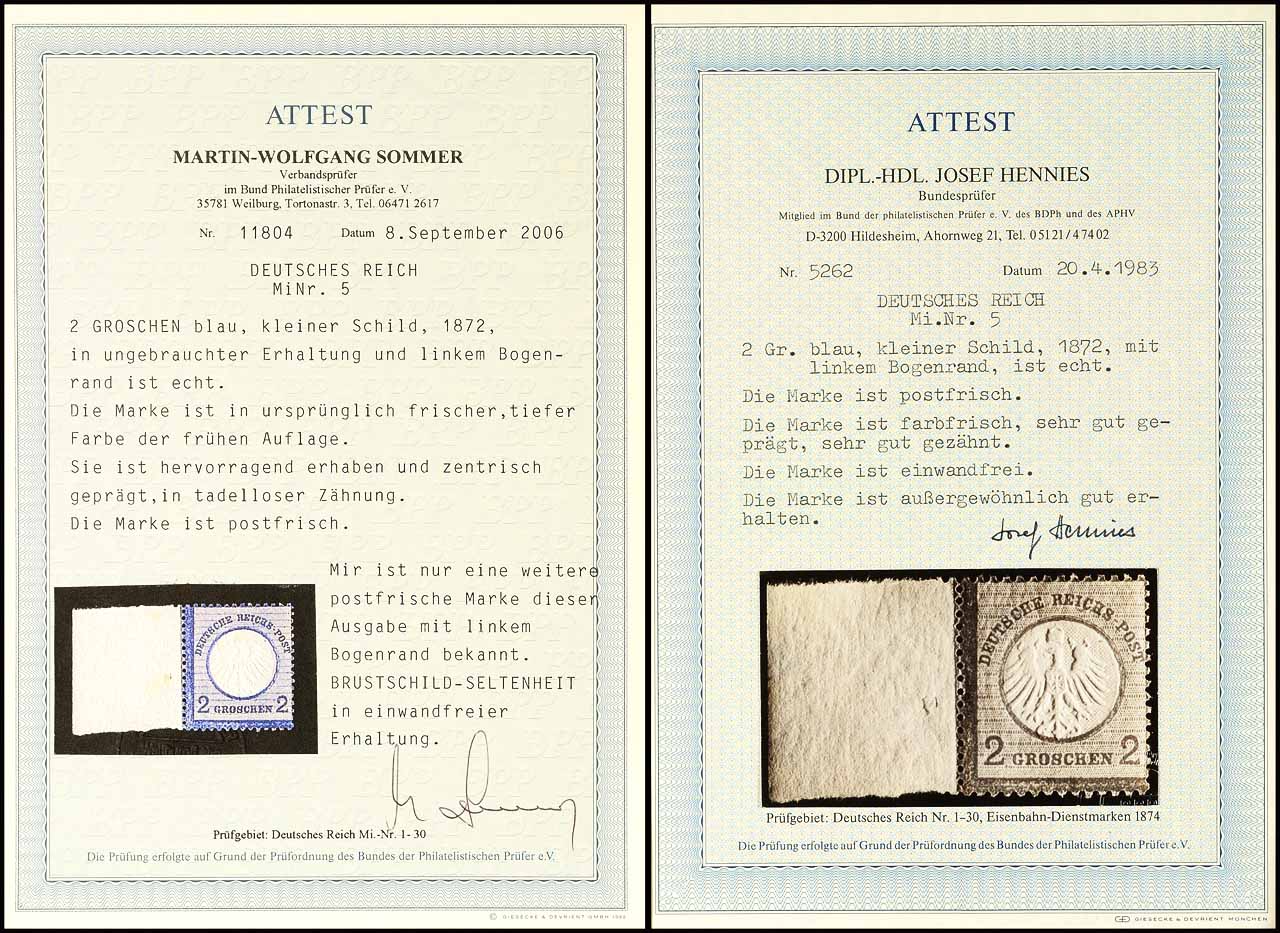 ATTEST
MARTIN-WOLFGANG SOMMER
Verbandsprüfer
im Bund Philatelistischer Prüfer e. V.
35781 Weilburg, Tortonastr. 3, Tel. 06471 2617
Nr. 11804 Datum 8.September 2006
DEUTSCHES REICH
MiNr. 5
2 GROSCHEN blau, kleiner Schild, 1872,
in ungebrauchter Erhaltung und linkem Bogen-
rand ist echt.
Die Marke ist in ursprünglich frischer,tiefer
Farbe der frühen Auflage.
Sie ist hervorragend erhaben und zentrisch
geprägt,in tadelloser Zähnung.
Die Marke ist postfrisch.
Mir ist nur eine weitere
postfrische Marke dieser
Ausgabe mit linkem
Bogenrand bekannt.
BRUSTSCHILD-SELTENHEIT
in einwandfreier
Erhaltung.
DEUTSCHE REICHS-POST
2 GROSCHEN 2
Prüfgebiet: Deutsches Reich Mi.-Nr. 1-30
Die Prüfung erfolgte auf Grund der Prüfordnung des Bundes der Philatelistischen Prüfer e.V.
© GIESECKE & DEVRIENT GMBH
ATTEST
DIPL.-HDL. JOSEF HENNIES
Bundesprüfer
Mitglied im Bund der philatelistischen Prüfer e. V. des BDPh und des APHV
D-3200 Hildesheim, Ahornweg 21, Tel. 05121/47402
Nr. 5262 Datum 20.4.1983
DEUTSCHES REICH
Mi.Nr. 5
2 Gr. blau, kleiner Schild, 1872, mit
linkem Bogenrand, ist echt.
Die Marke ist postfrisch.
Die Marke ist farbfrisch, sehr gut ge-
prägt, sehr gut gezähnt.
Die Marke ist einwandfrei.
Die Marke ist außergewöhnlich gut er-
halten.
Josef Hennies
DEUTSCHE REICHS-POST
2 GROSCHEN 2
Prüfgebiet: Deutsches Reich Nr. 1-30, Eisenbahn-Dienstmarken 1874
Die Prüfung erfolgte auf Grund der Prüfordnung des Bundes der Philatelistischen Prüfer e.V.
GIESECKE & DEVRIENT MÜNCHEN